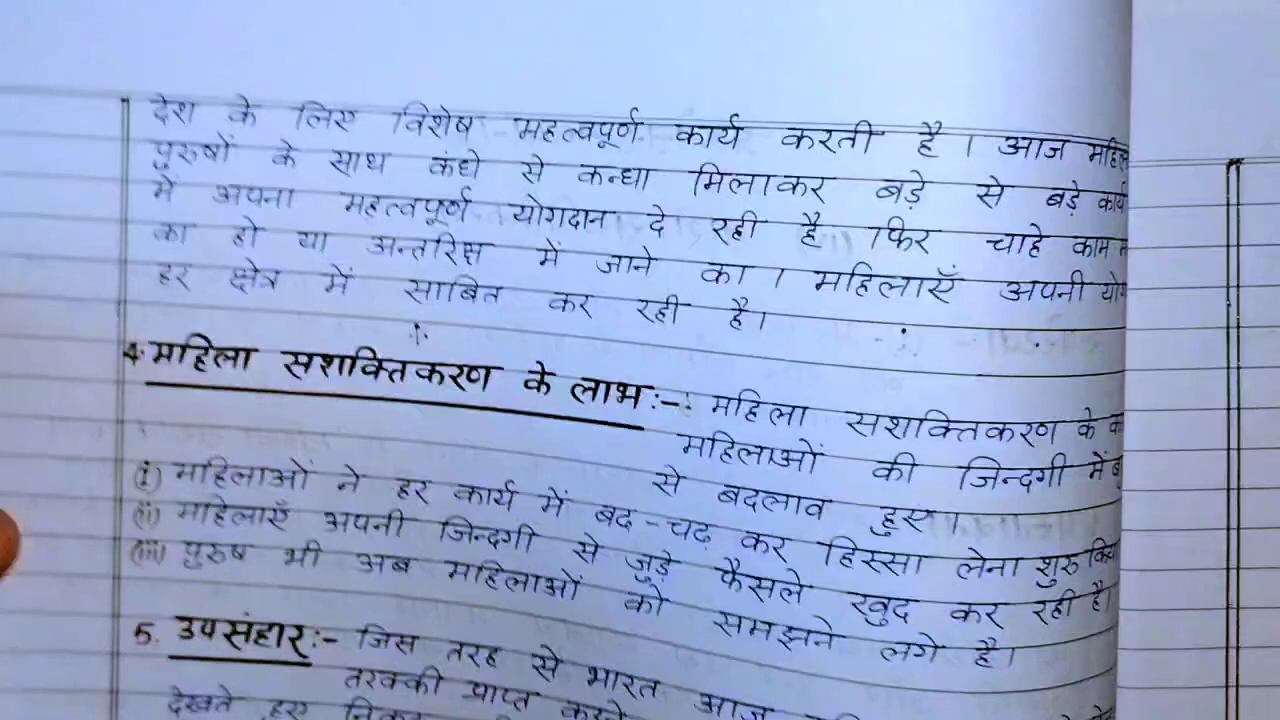 देश के लिए विशेष महत्वपूर्ण कार्य करती है । आज
पुरुषों के साथ कंधे से कन्धा मिलाकर बड़े से बड़े कार्य
में अपना महत्वपूर्ण योगदान दे रही है । फिर चाहे काम
का हो या अन्तरिक्ष में जाने का । महिलाएँ अपनी
हर क्षेत्र में साबित कर रही है।
4. महिला सशक्तिकरण के लाभ :- महिला सशक्तिकरण के
महिलाओं की जिन्दगी में
से बदलाव हुए ।
(i) महिलाओं ने हर कार्य में बढ़-चढ़ कर हिस्सा लेना शुरु किया
(ii) महिलाएँ अपनी जिन्दगी से जुड़े फैसले खुद कर रही है।
(iii) पुरुष भी अब महिलाओं को समझने लगे है।
5. उपसंहार :- जिस तरह से भारत आज
तरक्की प्राप्त करने
देखते हुए